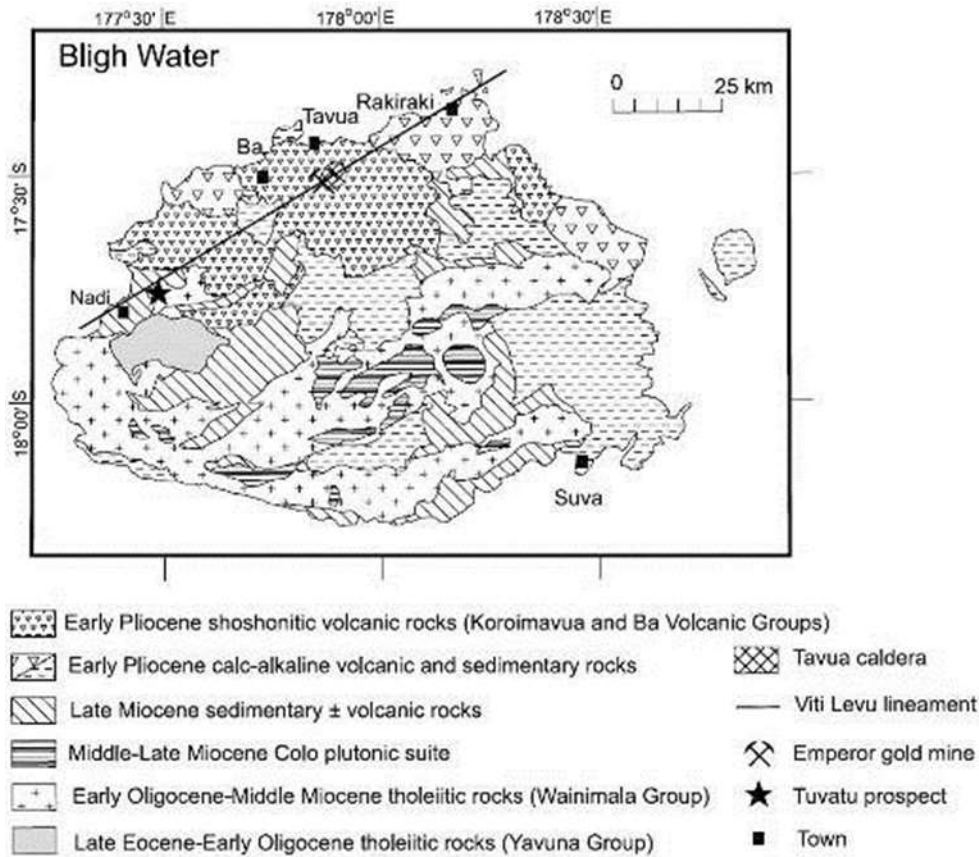 177°30' E 178°00' E 178°30' E
Bligh Water
0 25 km
Rakiraki
Tavua
Ba
17°30' S
Nadi
18°00' S
Suva
Early Pliocene shoshonitic volcanic rocks (Koroimavua and Ba Volcanic Groups)
Early Pliocene calc-alkaline volcanic and sedimentary rocks
Late Miocene sedimentary ± volcanic rocks
Middle-Late Miocene Colo plutonic suite
Early Oligocene-Middle Miocene tholeiitic rocks (Wainimala Group)
Late Eocene-Early Oligocene tholeiitic rocks (Yavuna Group)
Tavua caldera
Viti Levu lineament
Emperor gold mine
Tuvatu prospect
Town